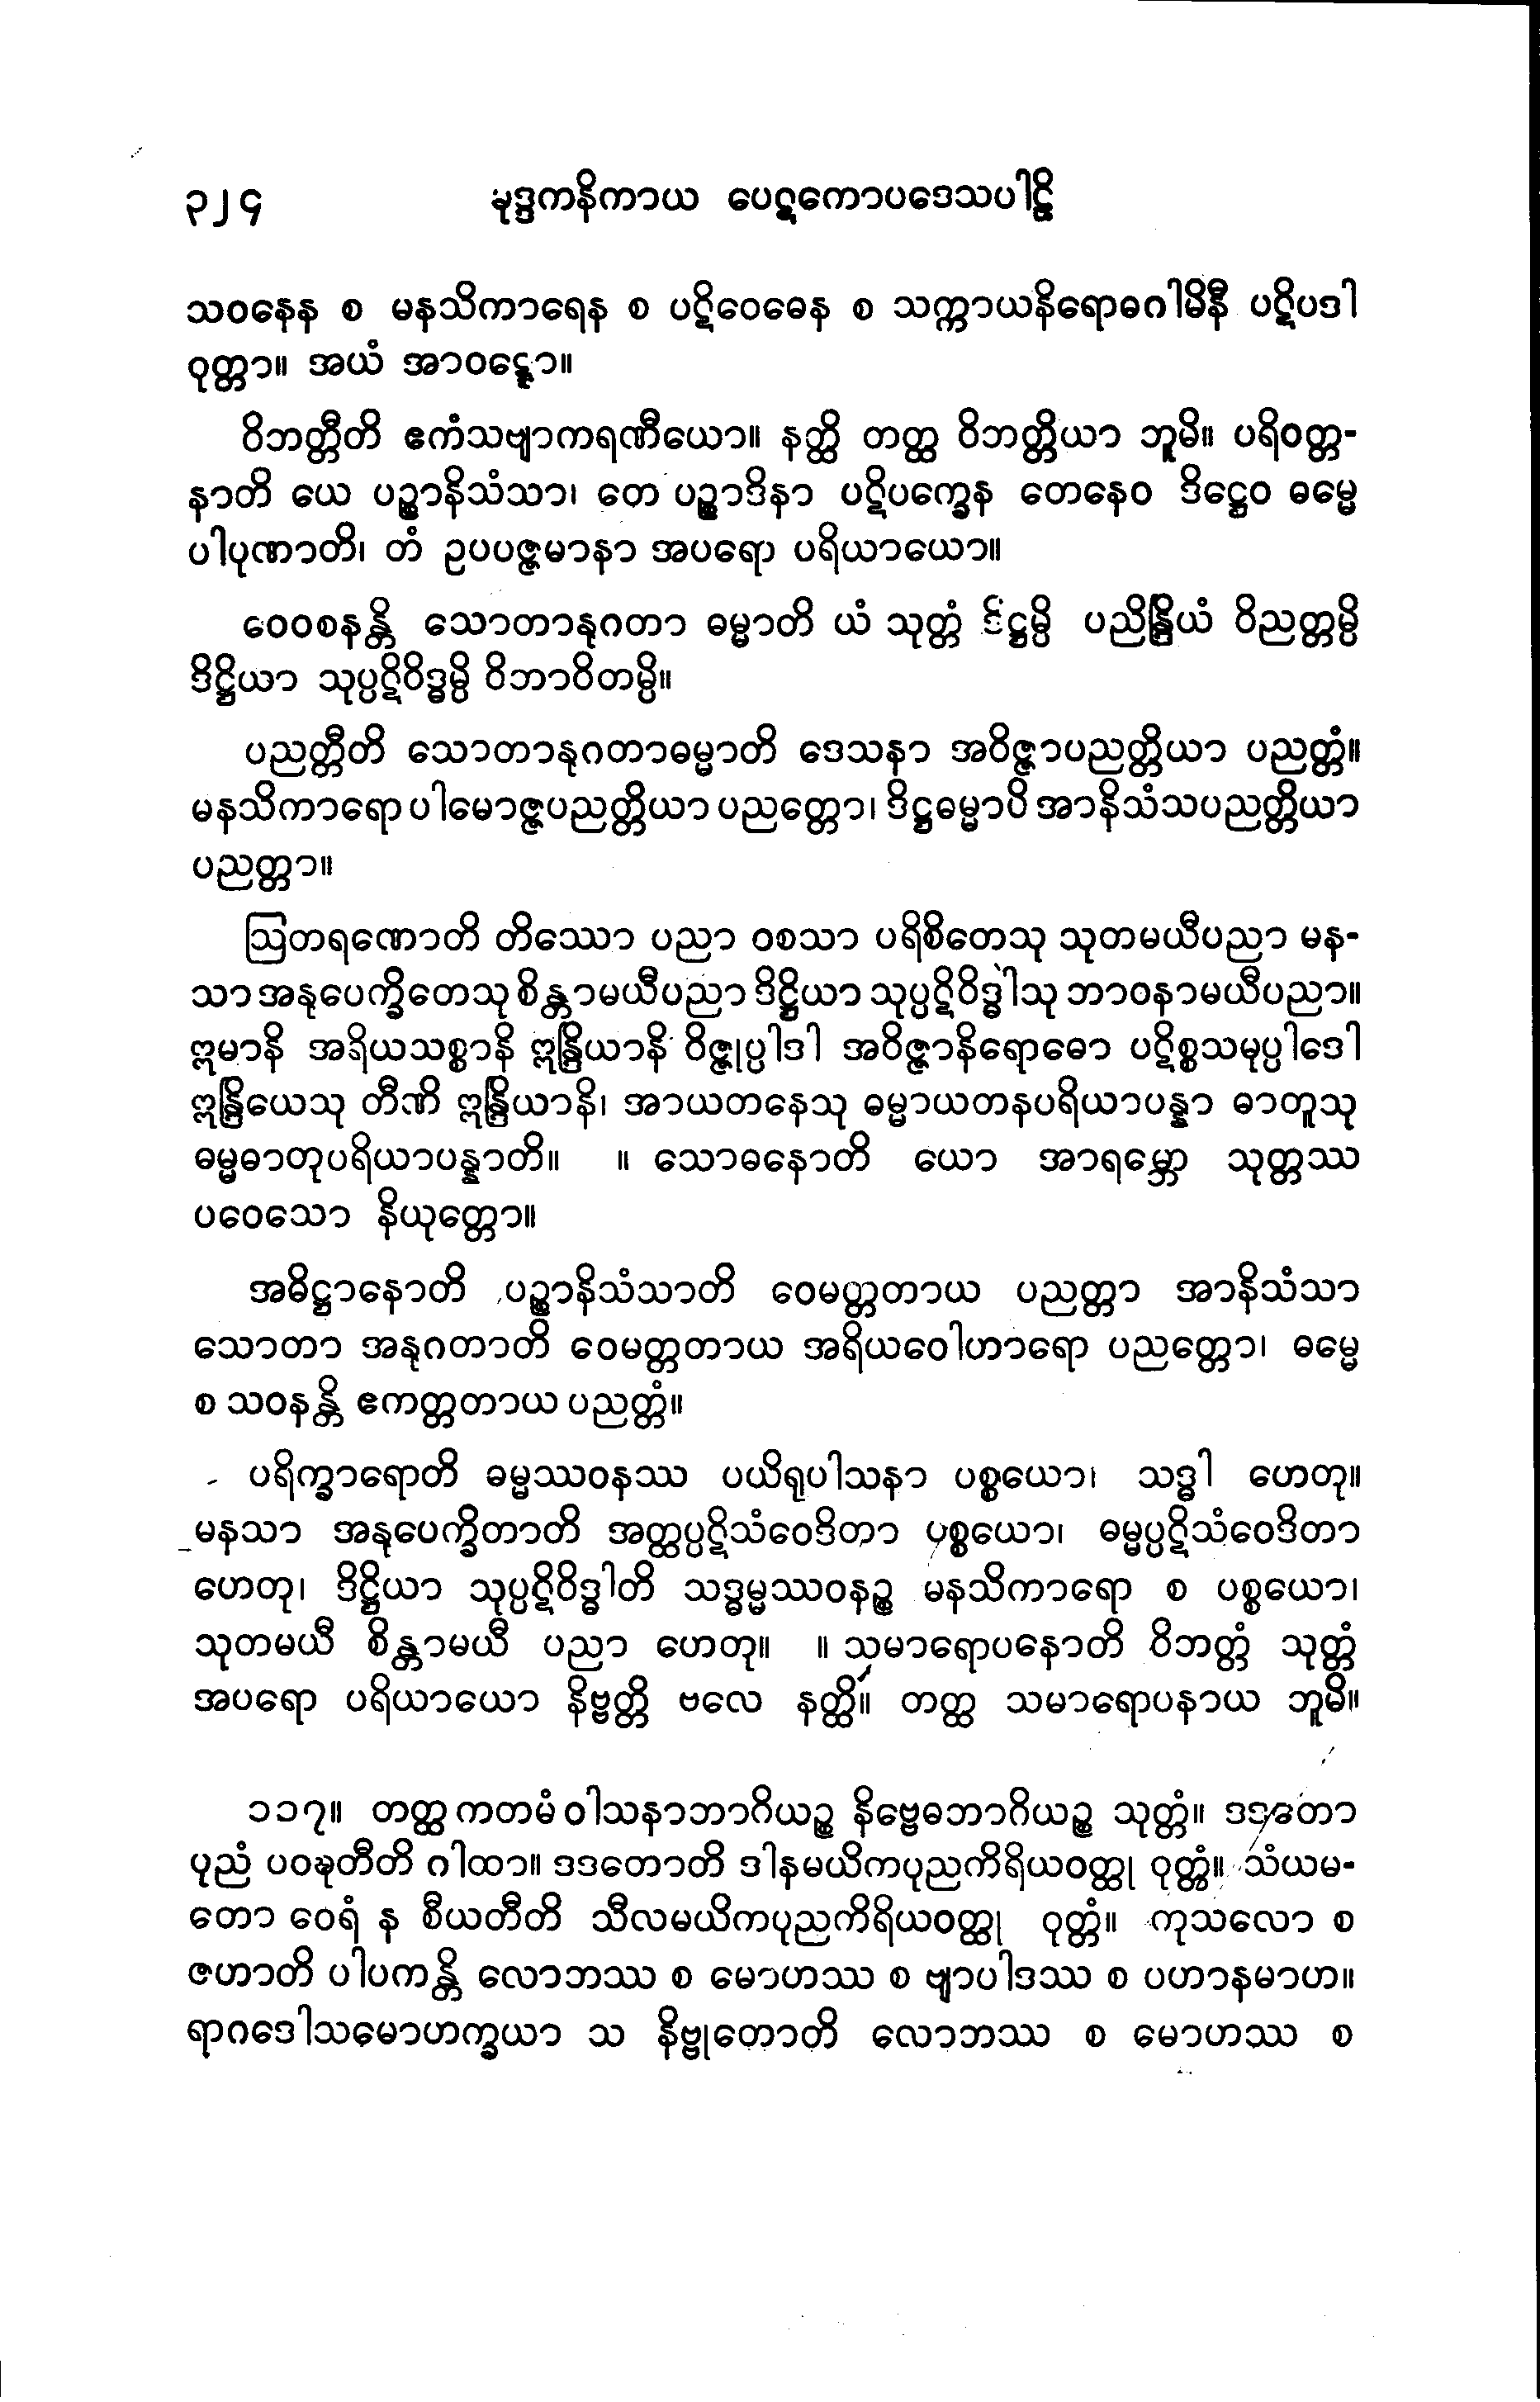 ၃၂၄ ခုဒ္ဒကနိကာယ ပေဋကောပဒေသပါဠိ
သဝနေန စ မနသိကာရေန စ ပဋိဝေဓေန စ သက္ကာယနိရောဓဂါမိနီ ပဋိပဒါ
ဝုတ္တာ။ အယံ အာဝဋ္ဋော။
ဝိဘတ္တီတိ ဧကံသဗျာကရဏီယော။ နတ္ထိ တတ္ထ ဝိဘတ္တိယာ ဘူမိ။ ပရိဝတ္တ-
နာတိ ယေ ပဉ္စာနိသံသာ၊ တေ ပဉ္စာဒိနာ ပဋိပက္ခေန တေနေဝ ဒိဋ္ဌေဝ ဓမ္မေ
ပါပုဏာတိ၊ တံ ဥပပဇ္ဇမာနာ အပရော ပရိယာယော။
ဝေဝစနန္တိ သောတာနုဂတာ ဓမ္မာတိ ယံ သုတ္တံ ဒိဋ္ဌမ္ပိ ပညိန္ဒြိယံ ဝိညတ္တမ္ပိ
ဒိဋ္ဌိယာ သုပ္ပဋိဝိဒ္ဓမ္ပိ ဝိဘာဝိတမ္ပိ။
ပညတ္တီတိ သောတာနုဂတာဓမ္မာတိ ဒေသနာ အဝိဇ္ဇာပညတ္တိယာ ပညတ္တံ။
မနသိကာရော ပါမောဇ္ဇပညတ္တိယာ ပညတ္တော၊ ဒိဋ္ဌဓမ္မာပိ အာနိသံသပညတ္တိယာ
ပညတ္တာ။
ဩတရဏောတိ တိဿော ပညာ ဝစသာ ပရိစိတေသု သုတမယီပညာ မန-
သာ အနုပေက္ခိတေသု စိန္တာမယီပညာ ဒိဋ္ဌိယာ သုပ္ပဋိဝိဒ္ဓါသု ဘာဝနာမယီပညာ။
ဣမာနိ အရိယသစ္စာနိ ဣန္ဒြိယာနိ ဝိဇ္ဇုပ္ပါဒါ အဝိဇ္ဇာနိရောဓော ပဋိစ္စသမုပ္ပါဒေါ
ဣန္ဒြိယေသု တီဏိ ဣန္ဒြိယာနိ၊ အာယတနေသု ဓမ္မာယတနပရိယာပန္နာ ဓာတူသု
ဓမ္မဓာတုပရိယာပန္နာတိ။ ။ သောဓနောတိ ယော အာရမ္ဘော သုတ္တဿ
ပဝေသော နိယုတ္တော။
အဓိဋ္ဌာနောတိ ပဉ္စာနိသံသာတိ ဝေမတ္တတာယ ပညတ္တာ အာနိသံသာ
သောတာ အနုဂတာတိ ဝေမတ္တတာယ အရိယဝေါဟာရော ပညတ္တော၊ ဓမ္မေ
စ သဝနန္တိ ဧကတ္တတာယ ပညတ္တံ။
ပရိက္ခာရောတိ ဓမ္မဿဝနဿ ပယိရုပါသနာ ပစ္စယော၊ သဒ္ဓါ ဟေတု။
မနသာ အနုပေက္ခိတာတိ အတ္ထပ္ပဋိသံဝေဒိတာ ပစ္စယော၊ ဓမ္မပ္ပဋိသံဝေဒိတာ
ဟေတု၊ ဒိဋ္ဌိယာ သုပ္ပဋိဝိဒ္ဓါတိ သဒ္ဓမ္မဿဝနဉ္စ မနသိကာရော စ ပစ္စယော၊
သုတမယီ စိန္တာမယီ ပညာ ဟေတု။ ။ သမာရောပနောတိ ဝိဘတ္တံ သုတ္တံ
အပရော ပရိယာယော နိဗ္ဗတ္တိ ဗလေ နတ္ထိ။ တတ္ထ သမာရောပနာယ ဘူမိ။
၁၁၇။ တတ္ထ ကတမံ ဝါသနာဘာဂိယဉ္စ နိဗ္ဗေဓဘာဂိယဉ္စ သုတ္တံ။ ဒဒတော
ပုညံ ပဝဍ္ဎတီတိ ဂါထာ။ ဒဒတောတိ ဒါနမယိကပုညကိရိယဝတ္ထု ဝုတ္တံ။ သံယမ-
တော ဝေရံ န စီယတီတိ သီလမယိကပုညကိရိယဝတ္ထု ဝုတ္တံ။ ကုသလော စ
ဇဟာတိ ပါပကန္တိ လောဘဿ စ မောဟဿ စ ဗျာပါဒဿ စ ပဟာနမာဟ။
ရာဂဒေါသမောဟက္ခယာ သ နိဗ္ဗုတောတိ လောဘဿ စ မောဟဿ စ